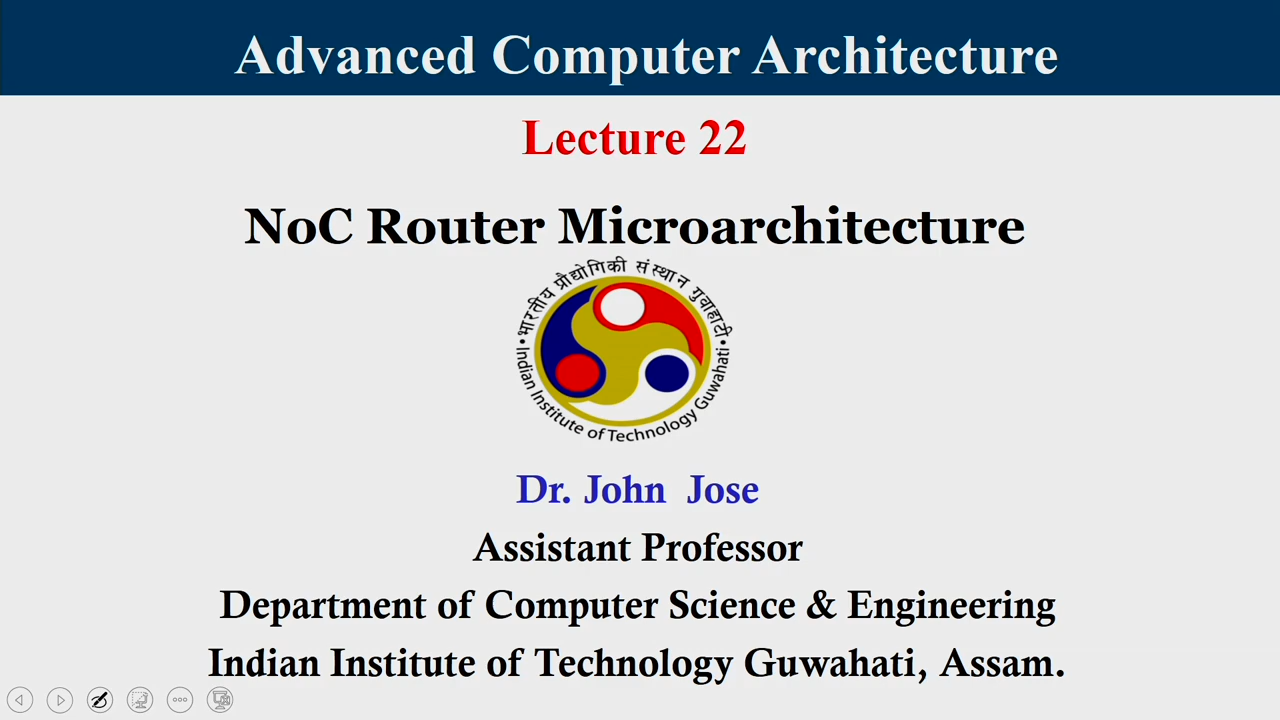 Advanced Computer Architecture
Lecture 22
NoC Router Microarchitecture
भारतीय प्रौद्योगिकी संस्थान गुवाहाटी
Indian Institute of Technology Guwahati
Dr. John Jose
Assistant Professor
Department of Computer Science & Engineering
Indian Institute of Technology Guwahati, Assam.